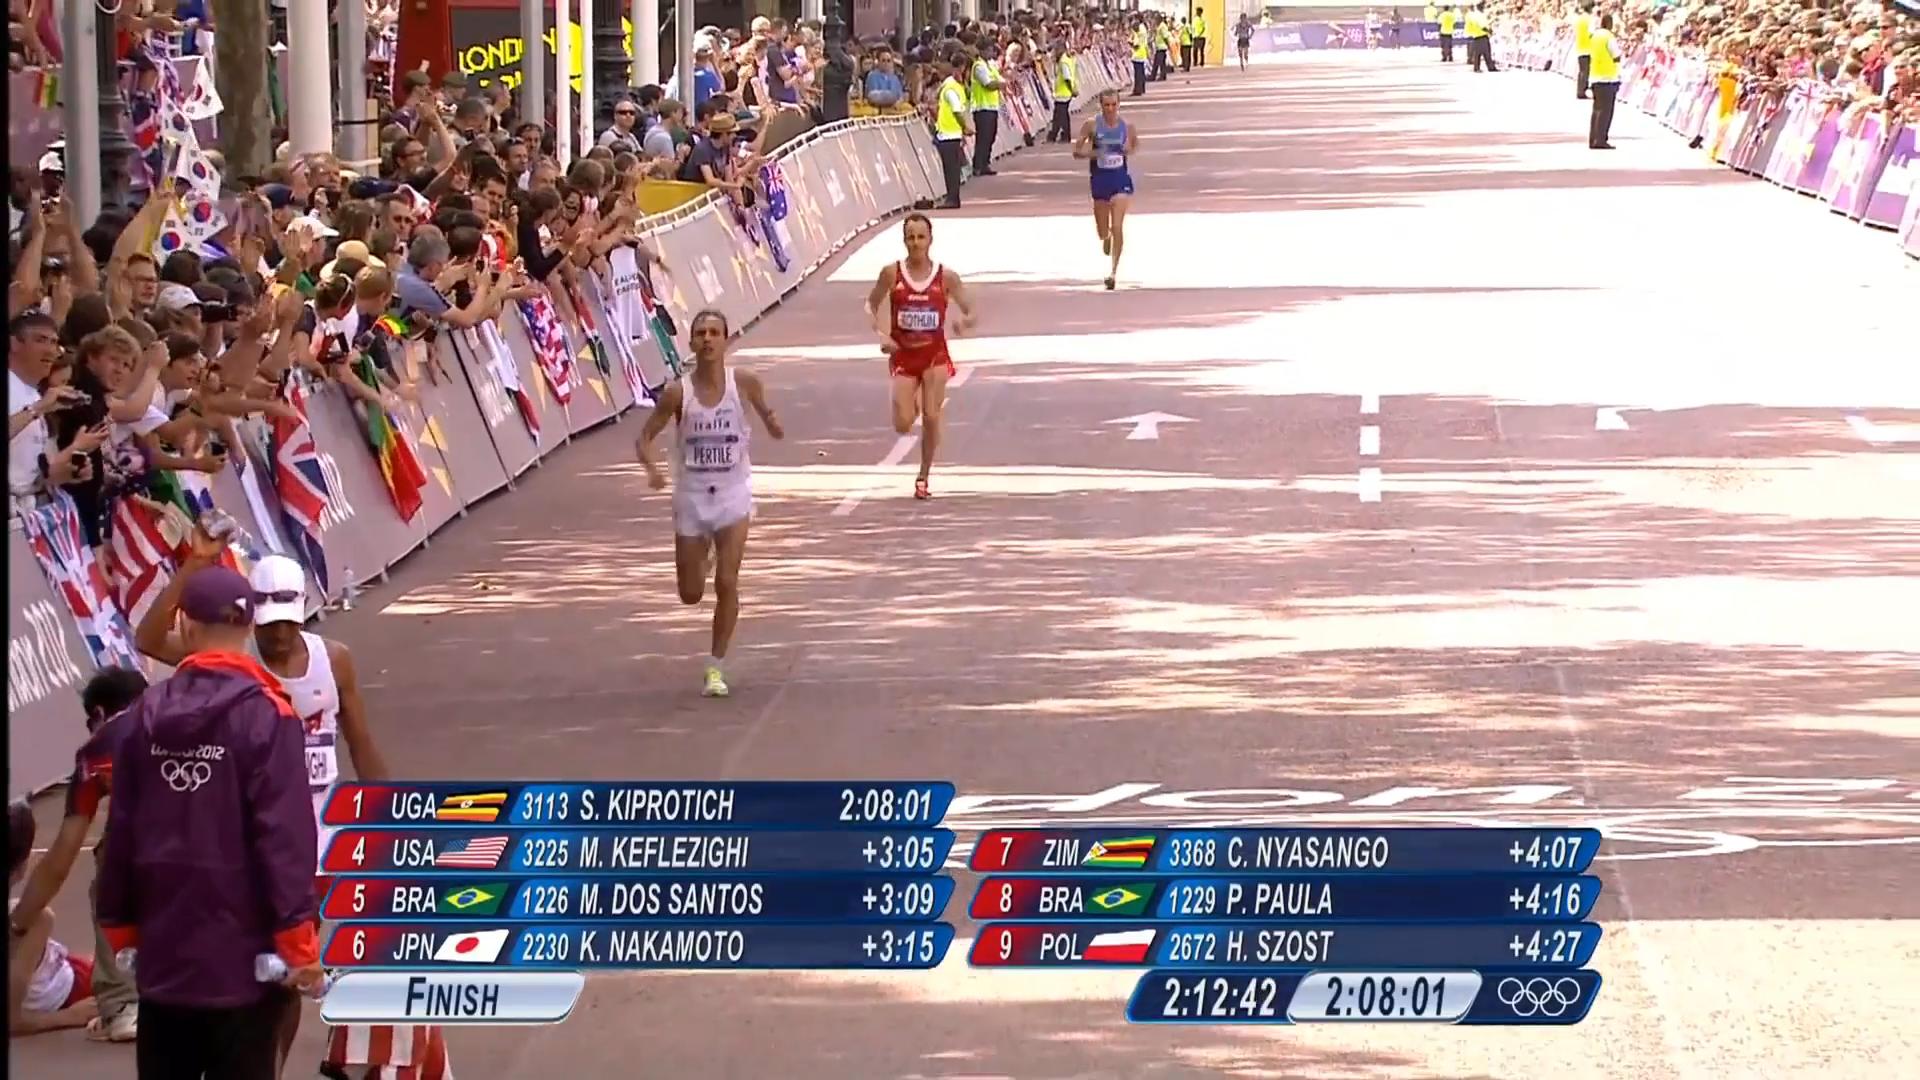 LONDON
Italia
PERTILE
ROTHLIN
London 2012
LONDON 2012
1 UGA 3113 S. KIPROTICH 2:08:01
4 USA 3225 M. KEFLEZIGHI +3:05
5 BRA 1226 M. DOS SANTOS +3:09
6 JPN 2230 K. NAKAMOTO +3:15
7 ZIM 3368 C. NYASANGO +4:07
8 BRA 1229 P. PAULA +4:16
9 POL 2672 H. SZOST +4:27
FINISH
2:12:42 2:08:01